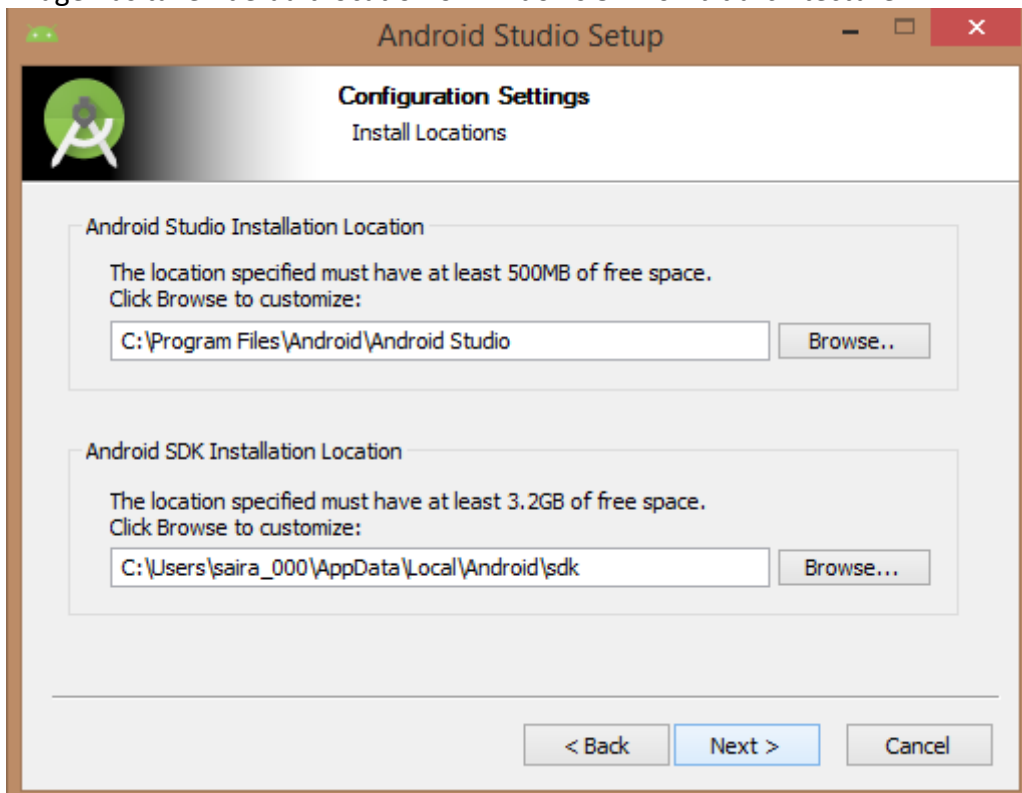 Android Studio Setup
Configuration Settings
Install Locations
Android Studio Installation Location
The location specified must have at least 500MB of free space.
Click Browse to customize:
C:\Program Files\Android\Android Studio
Browse..
Android SDK Installation Location
The location specified must have at least 3.2GB of free space.
Click Browse to customize:
C:\Users\saira_000\AppData\Local\Android\sdk
Browse...
< Back
Next >
Cancel